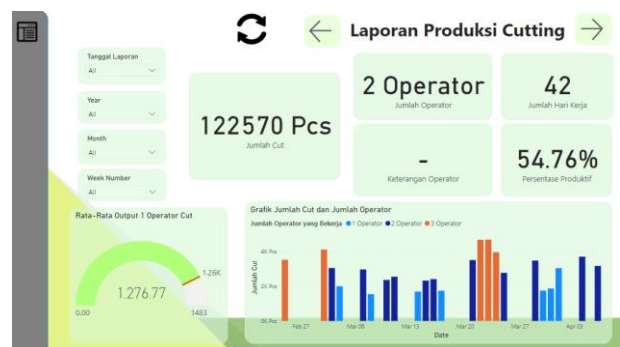 Laporan Produksi Cutting
Tanggal Laporan
All
Year
All
Month
All
Week Number
All
122570 Pcs
Jumlah Cut
2 Operator
Jumlah Operator
42
Jumlah Hari Kerja
-
Keterangan Operator
54.76%
Persentase Produktif
Rata-Rata Output 1 Operator Cut
1.26K
1.276.77
0.00
1483
Grafik Jumlah Cut dan Jumlah Operator
Jumlah Operator yang Bekerja 1 Operator 2 Operator 3 Operator
Jumlah Cut
4K Pcs
2K Pcs
0K Pcs
Feb 27 Mar 06 Mar 13 Mar 20 Mar 27 Apr 03
Date